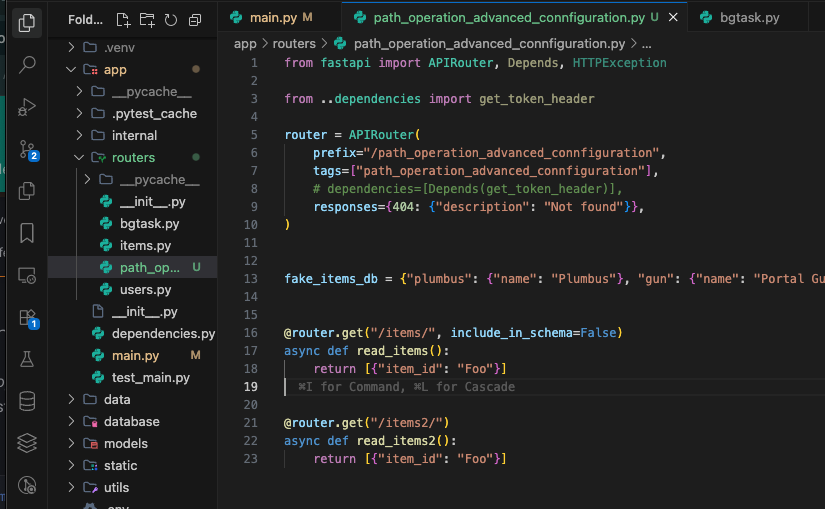 Fold...
.venv
app
__pycache__
.pytest_cache
internal
routers
__pycache__
__init__.py
bgtask.py
items.py
path_op... U
users.py
__init__.py
dependencies.py
main.py M
test_main.py
data
database
models
static
utils
.env
2
1
main.py M
path_operation_advanced_connfiguration.py U
bgtask.py
app > routers > path_operation_advanced_connfiguration.py > ...
1 from fastapi import APIRouter, Depends, HTTPException
2
3 from ..dependencies import get_token_header
4
5 router = APIRouter(
6 prefix="/path_operation_advanced_connfiguration",
7 tags=["path_operation_advanced_connfiguration"],
8 # dependencies=[Depends(get_token_header)],
9 responses={404: {"description": "Not found"}},
10 )
11
12
13 fake_items_db = {"plumbus": {"name": "Plumbus"}, "gun": {"name": "Portal Gu
14
15
16 @router.get("/items/", include_in_schema=False)
17 async def read_items():
18 return [{"item_id": "Foo"}]
19 ⌘I for Command, ⌘L for Cascade
20
21 @router.get("/items2/")
22 async def read_items2():
23 return [{"item_id": "Foo"}]